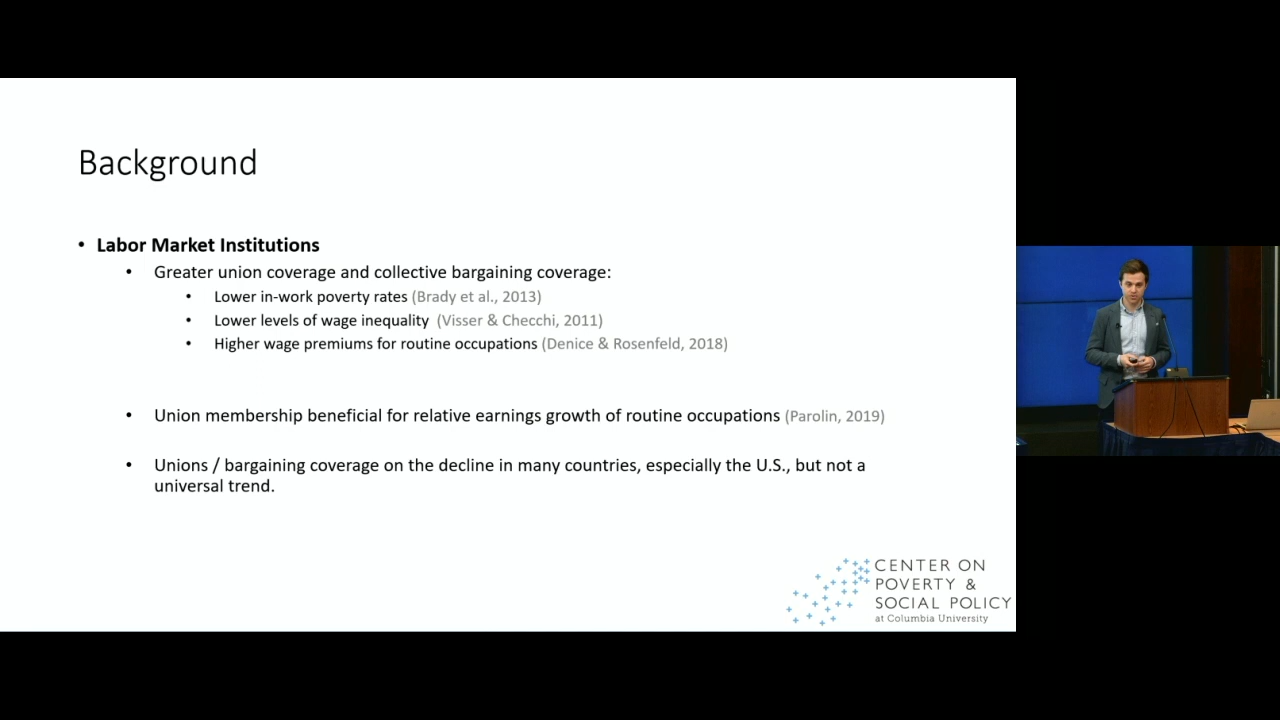 Background
• Labor Market Institutions
• Greater union coverage and collective bargaining coverage:
• Lower in-work poverty rates (Brady et al., 2013)
• Lower levels of wage inequality (Visser & Checchi, 2011)
• Higher wage premiums for routine occupations (Denice & Rosenfeld, 2018)
• Union membership beneficial for relative earnings growth of routine occupations (Parolin, 2019)
• Unions / bargaining coverage on the decline in many countries, especially the U.S., but not a
universal trend.
CENTER ON
POVERTY &
SOCIAL POLICY
at Columbia University